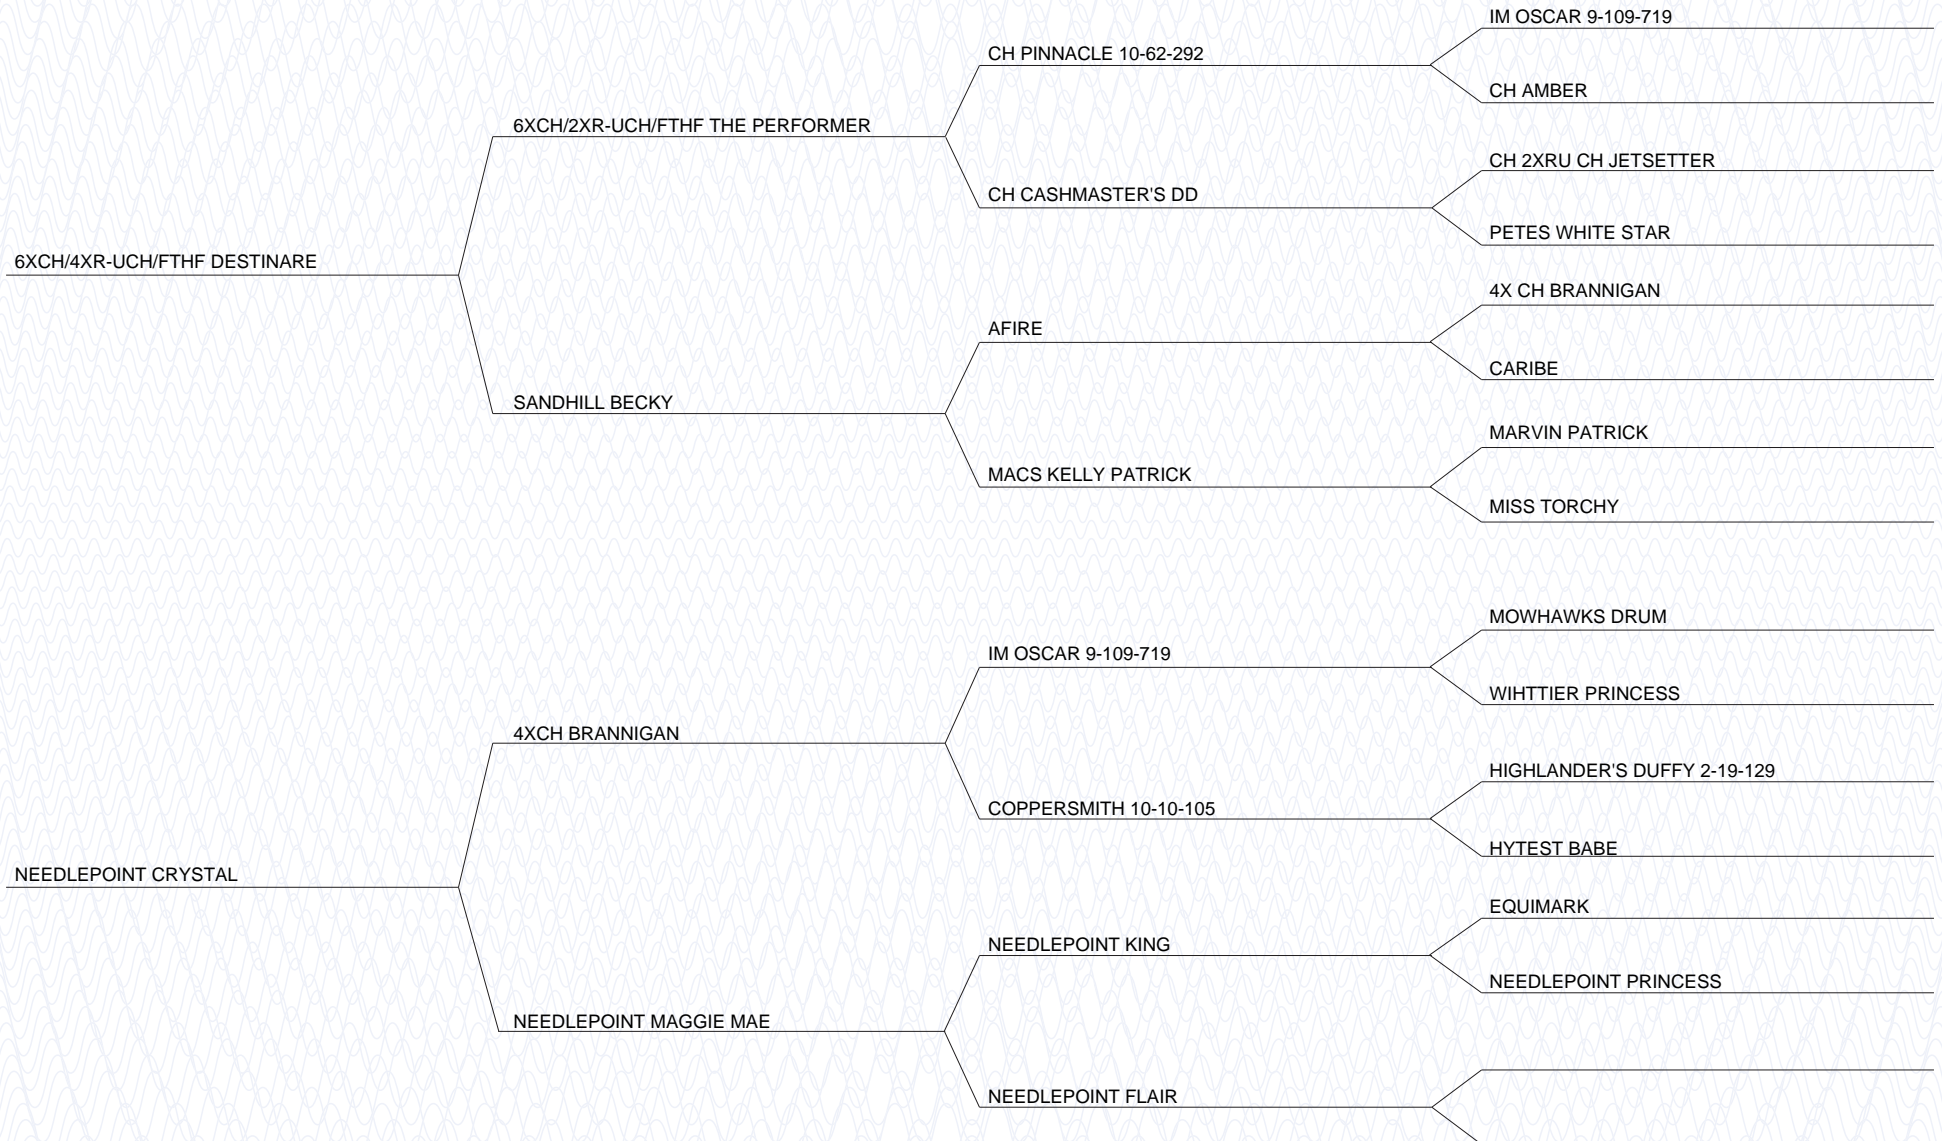 IM OSCAR 9-109-719
CH PINNACLE 10-62-292
CH AMBER
6XCH/2XR-UCH/FTHF THE PERFORMER
CH 2XRU CH JETSETTER
CH CASHMASTER'S DD
PETES WHITE STAR
6XCH/4XR-UCH/FTHF DESTINARE
4X CH BRANNIGAN
AFIRE
CARIBE
SANDHILL BECKY
MARVIN PATRICK
MACS KELLY PATRICK
MISS TORCHY
MOWHAWKS DRUM
IM OSCAR 9-109-719
WIHTTIER PRINCESS
4XCH BRANNIGAN
HIGHLANDER'S DUFFY 2-19-129
COPPERSMITH 10-10-105
HYTEST BABE
NEEDLEPOINT CRYSTAL
EQUIMARK
NEEDLEPOINT KING
NEEDLEPOINT PRINCESS
NEEDLEPOINT MAGGIE MAE
NEEDLEPOINT FLAIR